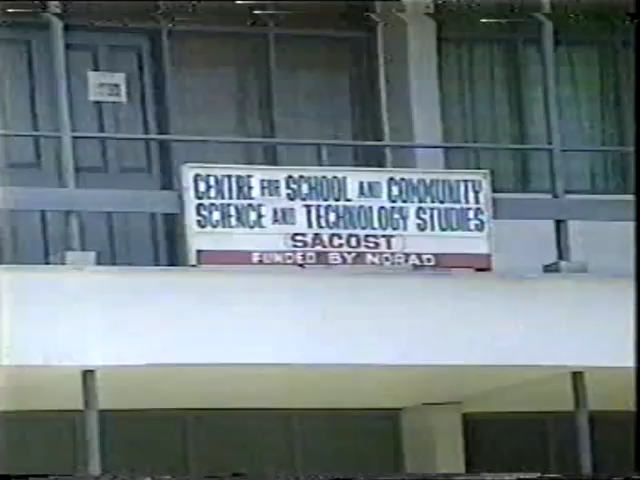 CENTRE FOR SCHOOL AND COMMUNITY
SCIENCE AND TECHNOLOGY STUDIES
(SACOST)
FUNDED BY NORAD